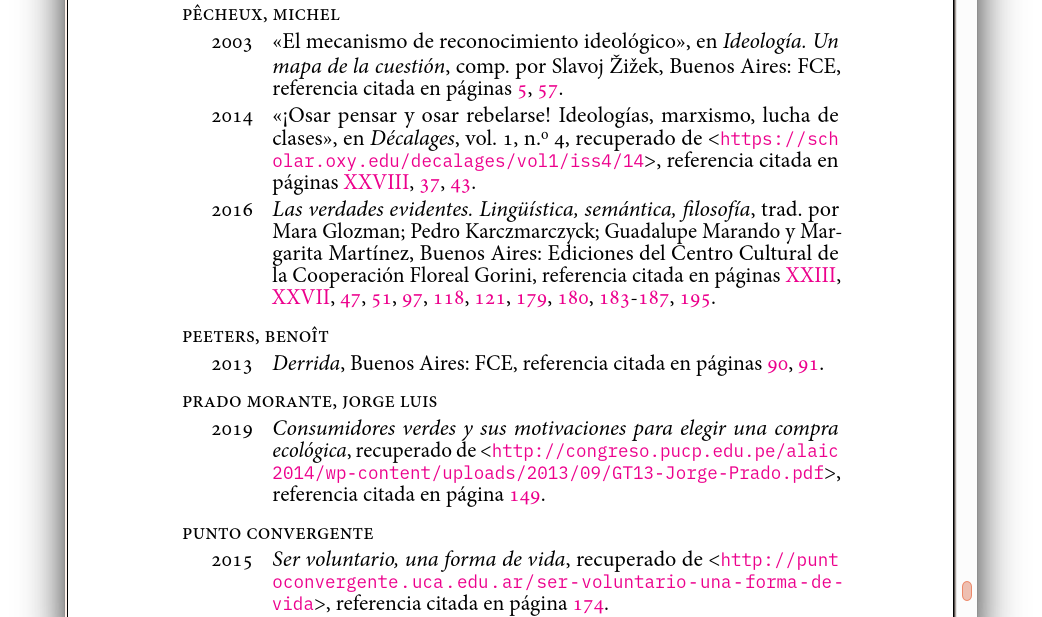 PÊCHEUX, MICHEL
2003 «El mecanismo de reconocimiento ideológico», en Ideología. Un
mapa de la cuestión, comp. por Slavoj Žižek, Buenos Aires: FCE,
referencia citada en páginas 5, 57.
2014 «¡Osar pensar y osar rebelarse! Ideologías, marxismo, lucha de
clases», en Décalages, vol. 1, n.º 4, recuperado de <https://sch
olar.oxy.edu/decalages/vol1/iss4/14>, referencia citada en
páginas XXVIII, 37, 43.
2016 Las verdades evidentes. Lingüística, semántica, filosofía, trad. por
Mara Glozman; Pedro Karczmarczyck; Guadalupe Marando y Mar-
garita Martínez, Buenos Aires: Ediciones del Centro Cultural de
la Cooperación Floreal Gorini, referencia citada en páginas XXIII,
XXVII, 47, 51, 97, 118, 121, 179, 180, 183-187, 195.
PEETERS, BENOÎT
2013 Derrida, Buenos Aires: FCE, referencia citada en páginas 90, 91.
PRADO MORANTE, JORGE LUIS
2019 Consumidores verdes y sus motivaciones para elegir una compra
ecológica, recuperado de <http://congreso.pucp.edu.pe/alaic
2014/wp-content/uploads/2013/09/GT13-Jorge-Prado.pdf>,
referencia citada en página 149.
PUNTO CONVERGENTE
2015 Ser voluntario, una forma de vida, recuperado de <http://punt
oconvergente.uca.edu.ar/ser-voluntario-una-forma-de-
vida>, referencia citada en página 174.